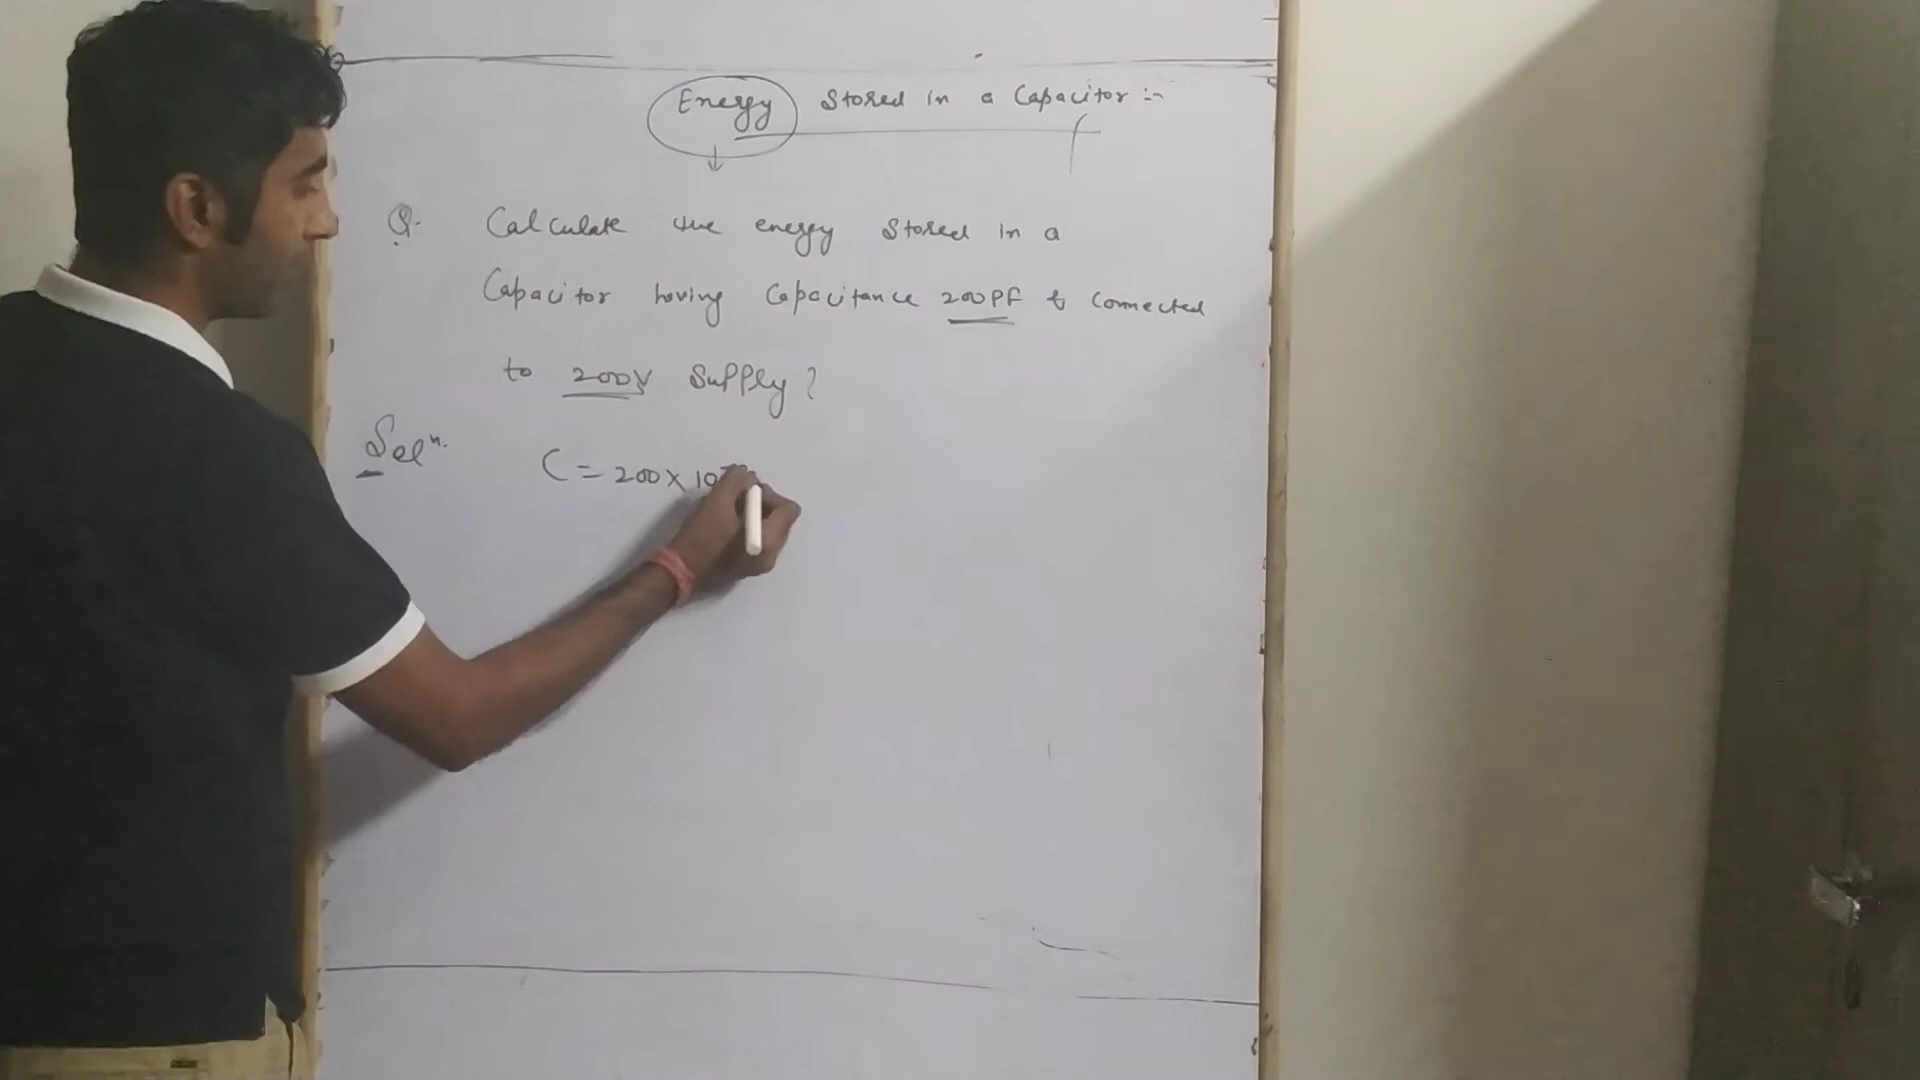 Energy Stored in a Capacitor :-
Q. Calculate the energy Stored in a
Capacitor having Capacitance 200PF & Connected
to 200V Supply?
Solⁿ. C = 200 x 10